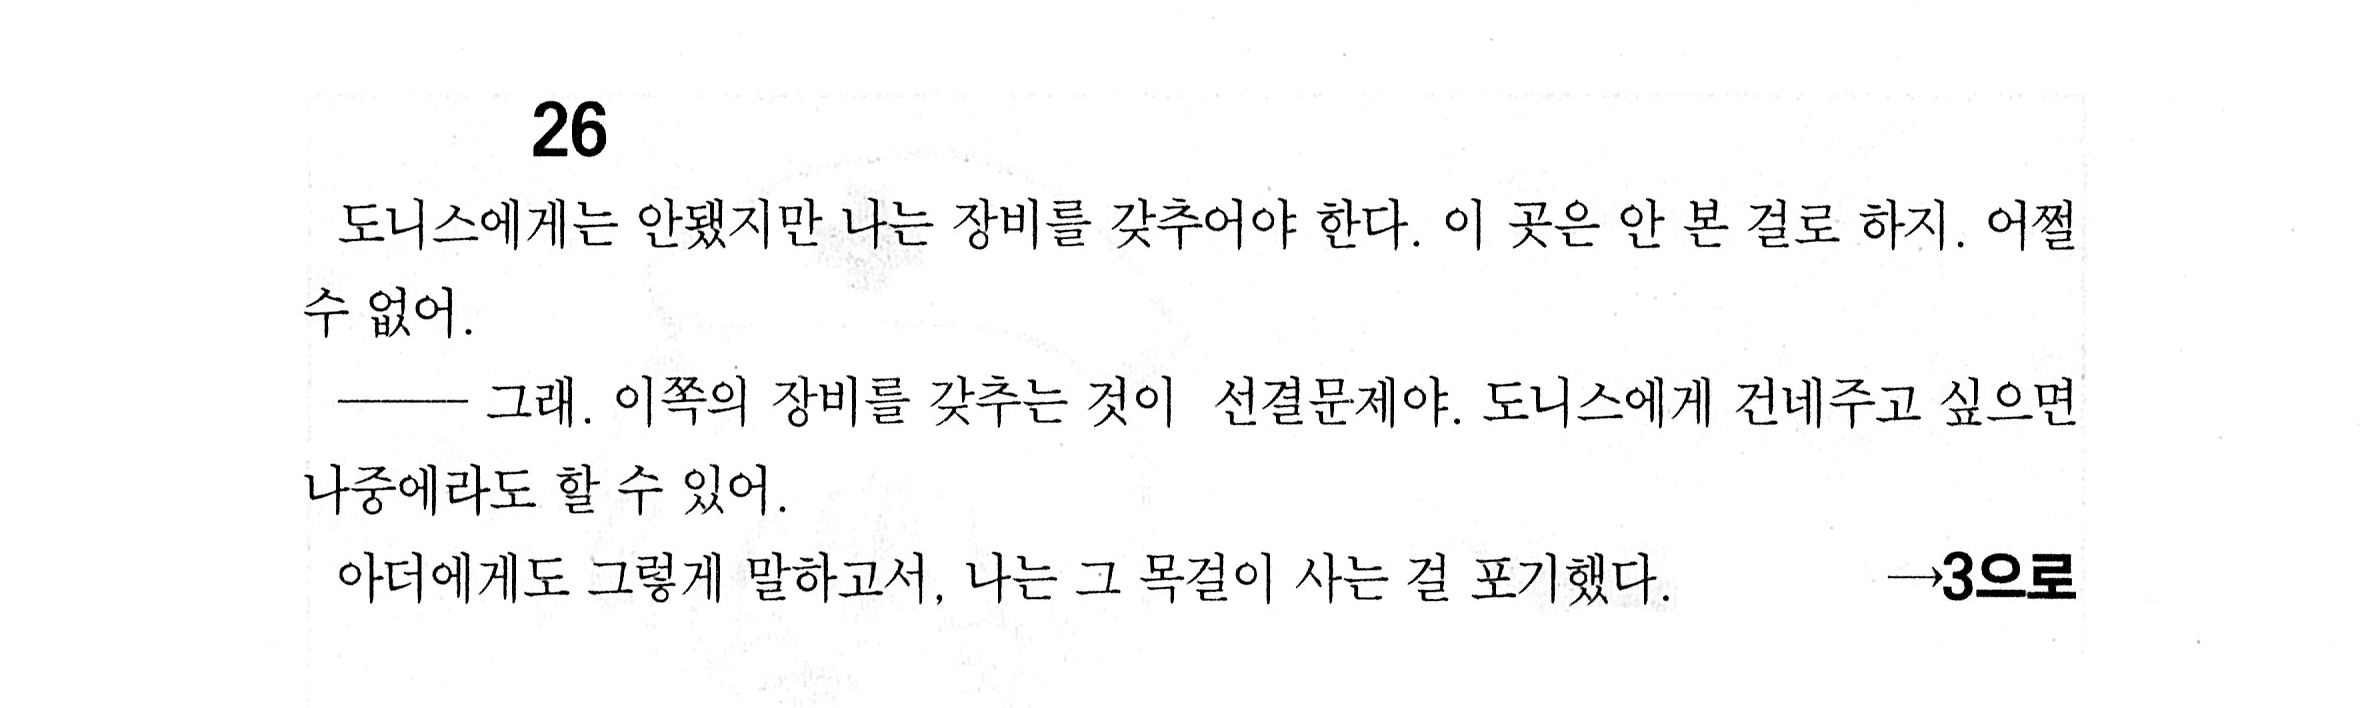 26
도니스에게는 안됐지만 나는 장비를 갖추어야 한다. 이 곳은 안 본 걸로 하지. 어쩔
수 없어.
─── 그래. 이쪽의 장비를 갖추는 것이 선결문제야. 도니스에게 건네주고 싶으면
나중에라도 할 수 있어.
아더에게도 그렇게 말하고서, 나는 그 목걸이 사는 걸 포기했다. →3으로